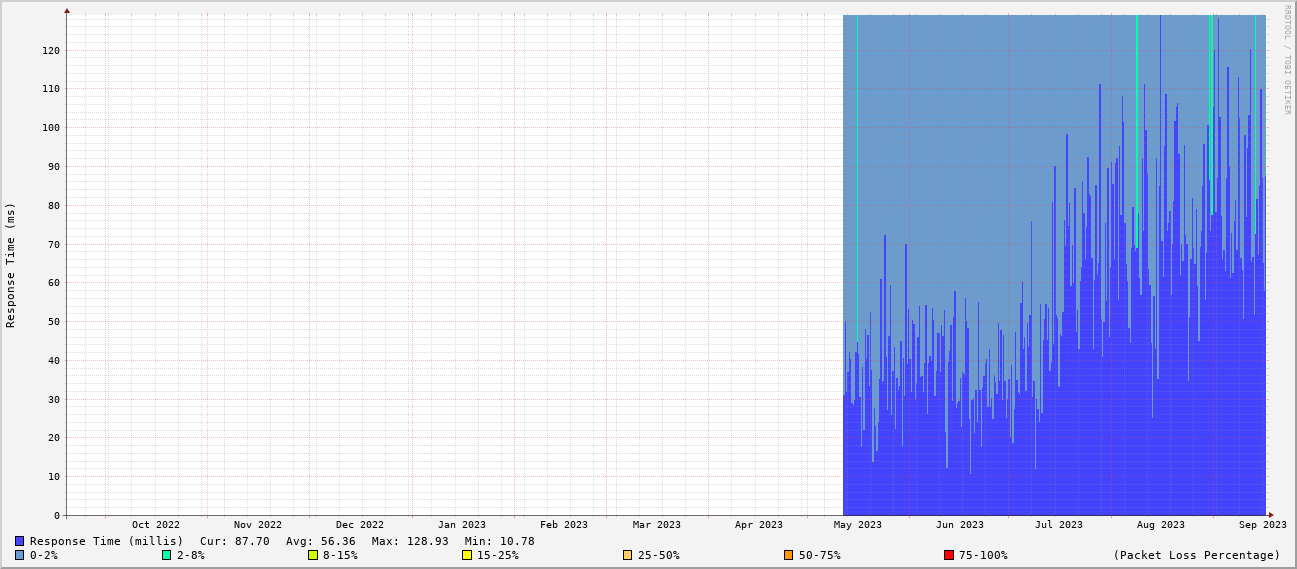 RRDTOOL / TOBI OETIKER
Response Time (ms)
120
110
100
90
80
70
60
50
40
30
20
10
0
Oct 2022 Nov 2022 Dec 2022 Jan 2023 Feb 2023 Mar 2023 Apr 2023 May 2023 Jun 2023 Jul 2023 Aug 2023 Sep 2023
Response Time (millis) Cur: 87.70 Avg: 56.36 Max: 128.93 Min: 10.78
0-2% 2-8% 8-15% 15-25% 25-50% 50-75% 75-100% (Packet Loss Percentage)